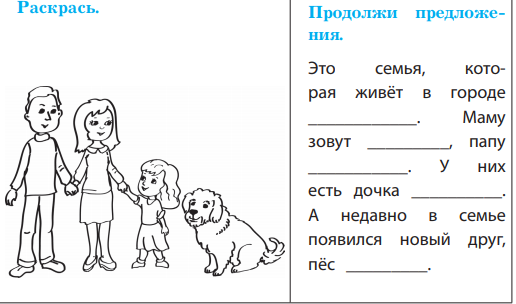 Раскрась.
Продолжи предложе-
ния.
Это семья, кото-
рая живёт в городе
____________. Маму
зовут _________, папу
___________. У них
есть дочка __________.
А недавно в семье
появился новый друг,
пёс _________.